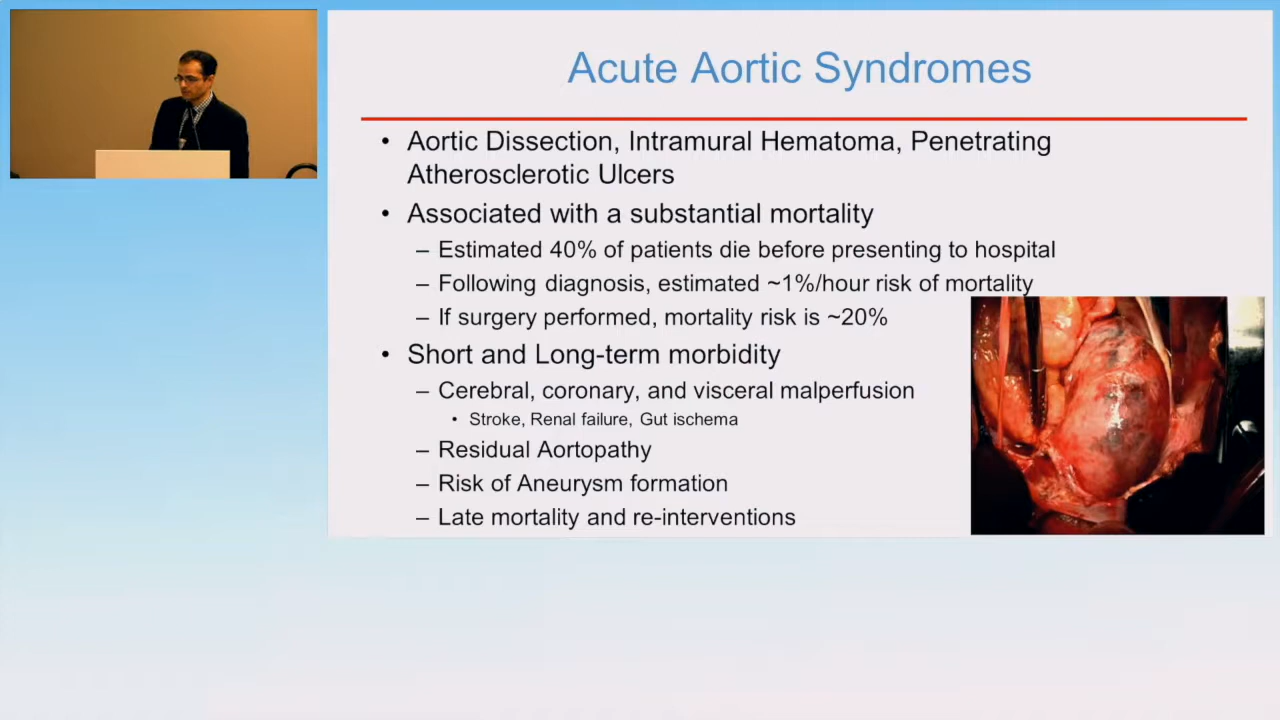 Acute Aortic Syndromes
• Aortic Dissection, Intramural Hematoma, Penetrating
Atherosclerotic Ulcers
• Associated with a substantial mortality
– Estimated 40% of patients die before presenting to hospital
– Following diagnosis, estimated ~1%/hour risk of mortality
– If surgery performed, mortality risk is ~20%
• Short and Long-term morbidity
– Cerebral, coronary, and visceral malperfusion
• Stroke, Renal failure, Gut ischema
– Residual Aortopathy
– Risk of Aneurysm formation
– Late mortality and re-interventions